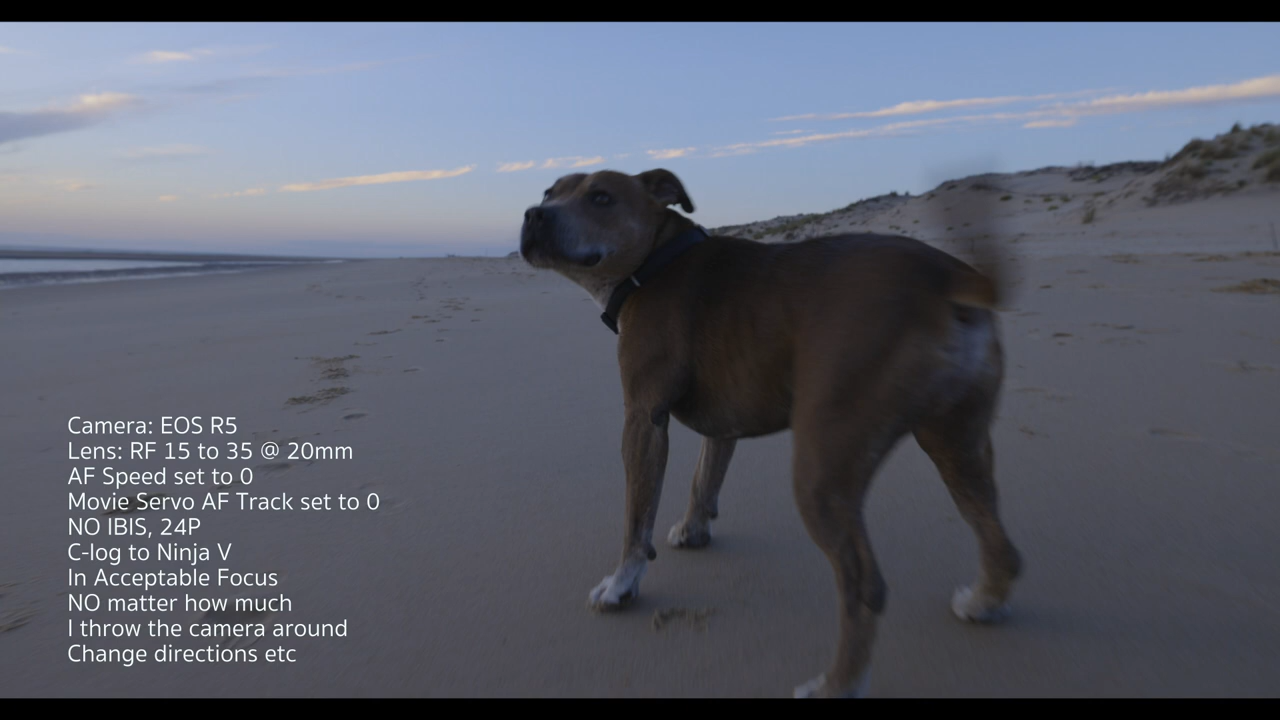 Camera: EOS R5
Lens: RF 15 to 35 @ 20mm
AF Speed set to 0
Movie Servo AF Track set to 0
NO IBIS, 24P
C-log to Ninja V
In Acceptable Focus
NO matter how much
I throw the camera around
Change directions etc